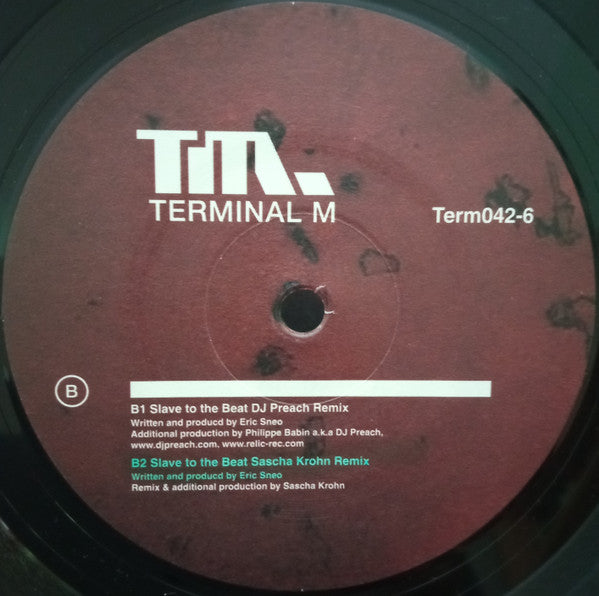 TM
TERMINAL M
Term042-6
B
B1 Slave to the Beat DJ Preach Remix
Written and producd by Eric Sneo
Additional production by Philippe Babin a.k.a DJ Preach,
www.djpreach.com, www.relic-rec.com
B2 Slave to the Beat Sascha Krohn Remix
Written and producd by Eric Sneo
Remix & additional production by Sascha Krohn